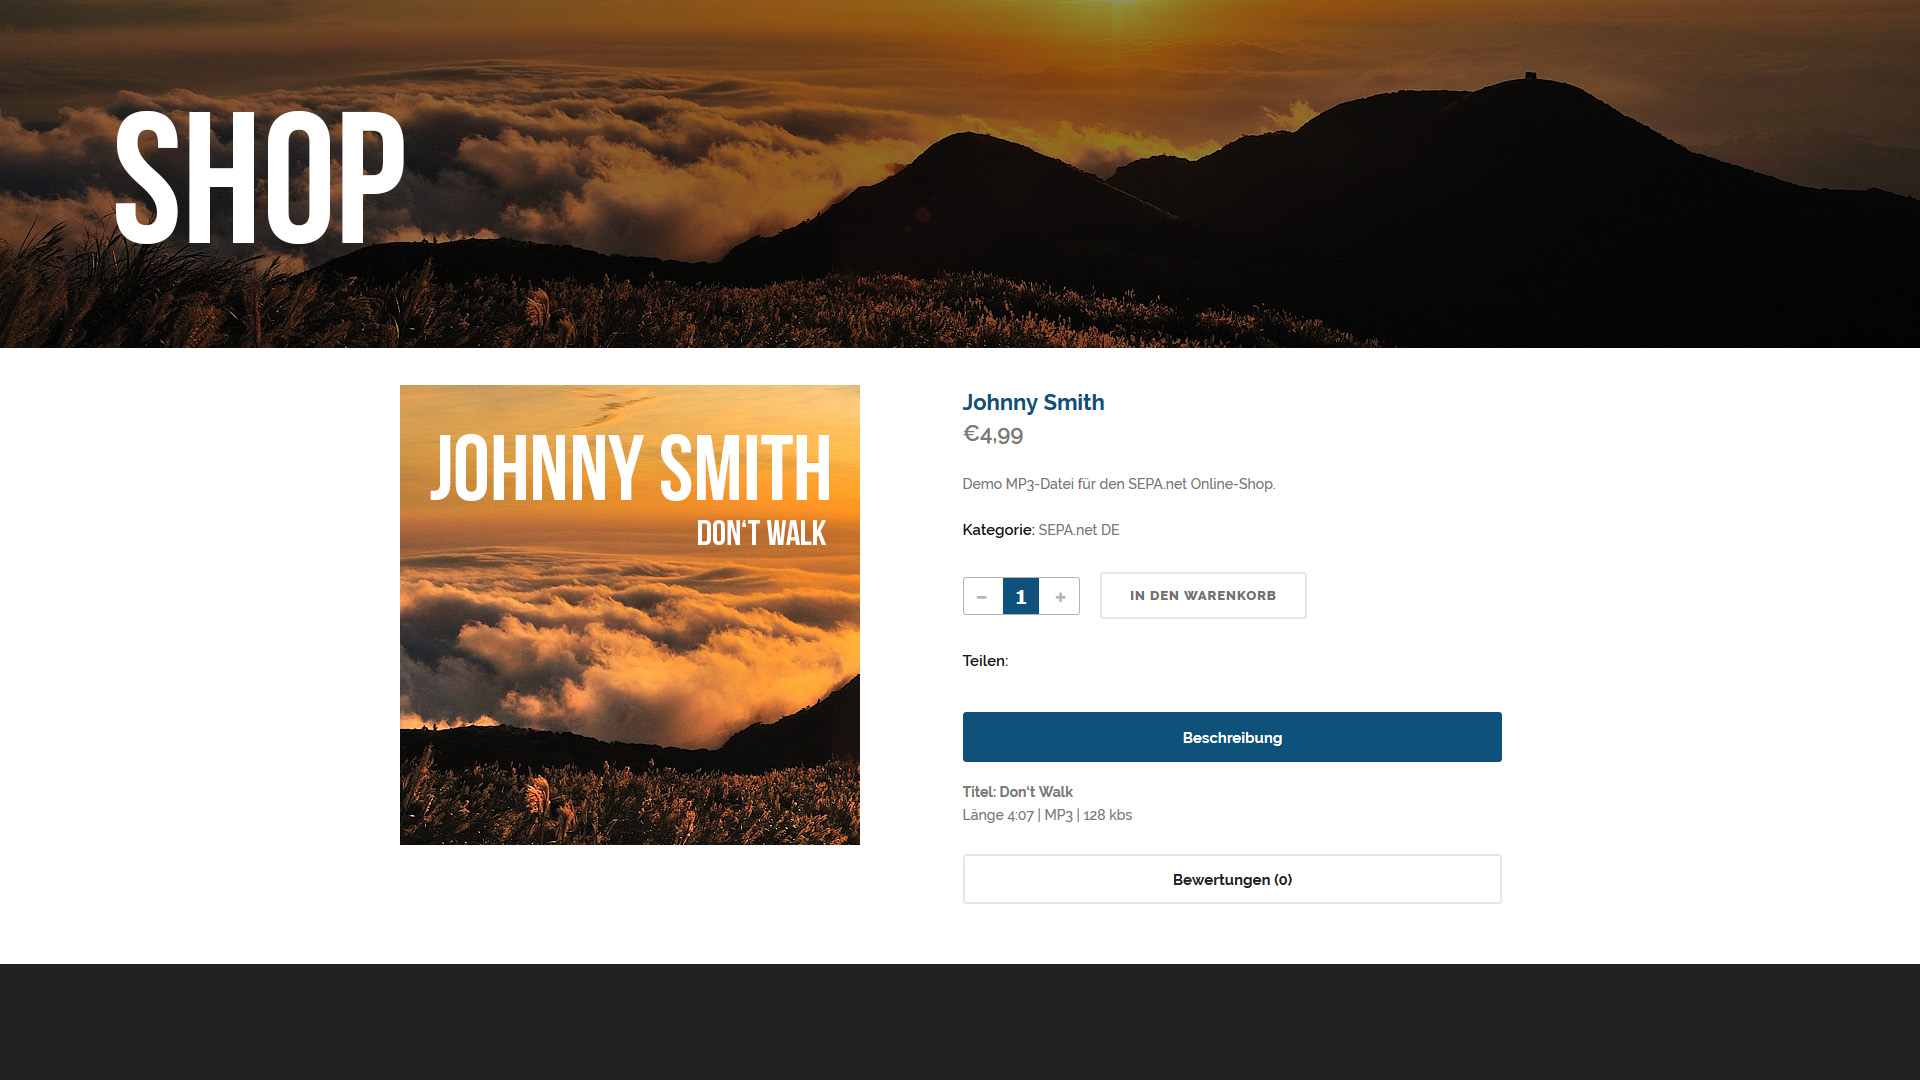 SHOP
JOHNNY SMITH
DON‘T WALK
Johnny Smith
€4,99
Demo MP3-Datei für den SEPA.net Online-Shop.
Kategorie: SEPA.net DE
− 1 +
IN DEN WARENKORB
Teilen:
Beschreibung
Titel: Don't Walk
Länge 4:07 | MP3 | 128 kbs
Bewertungen (0)